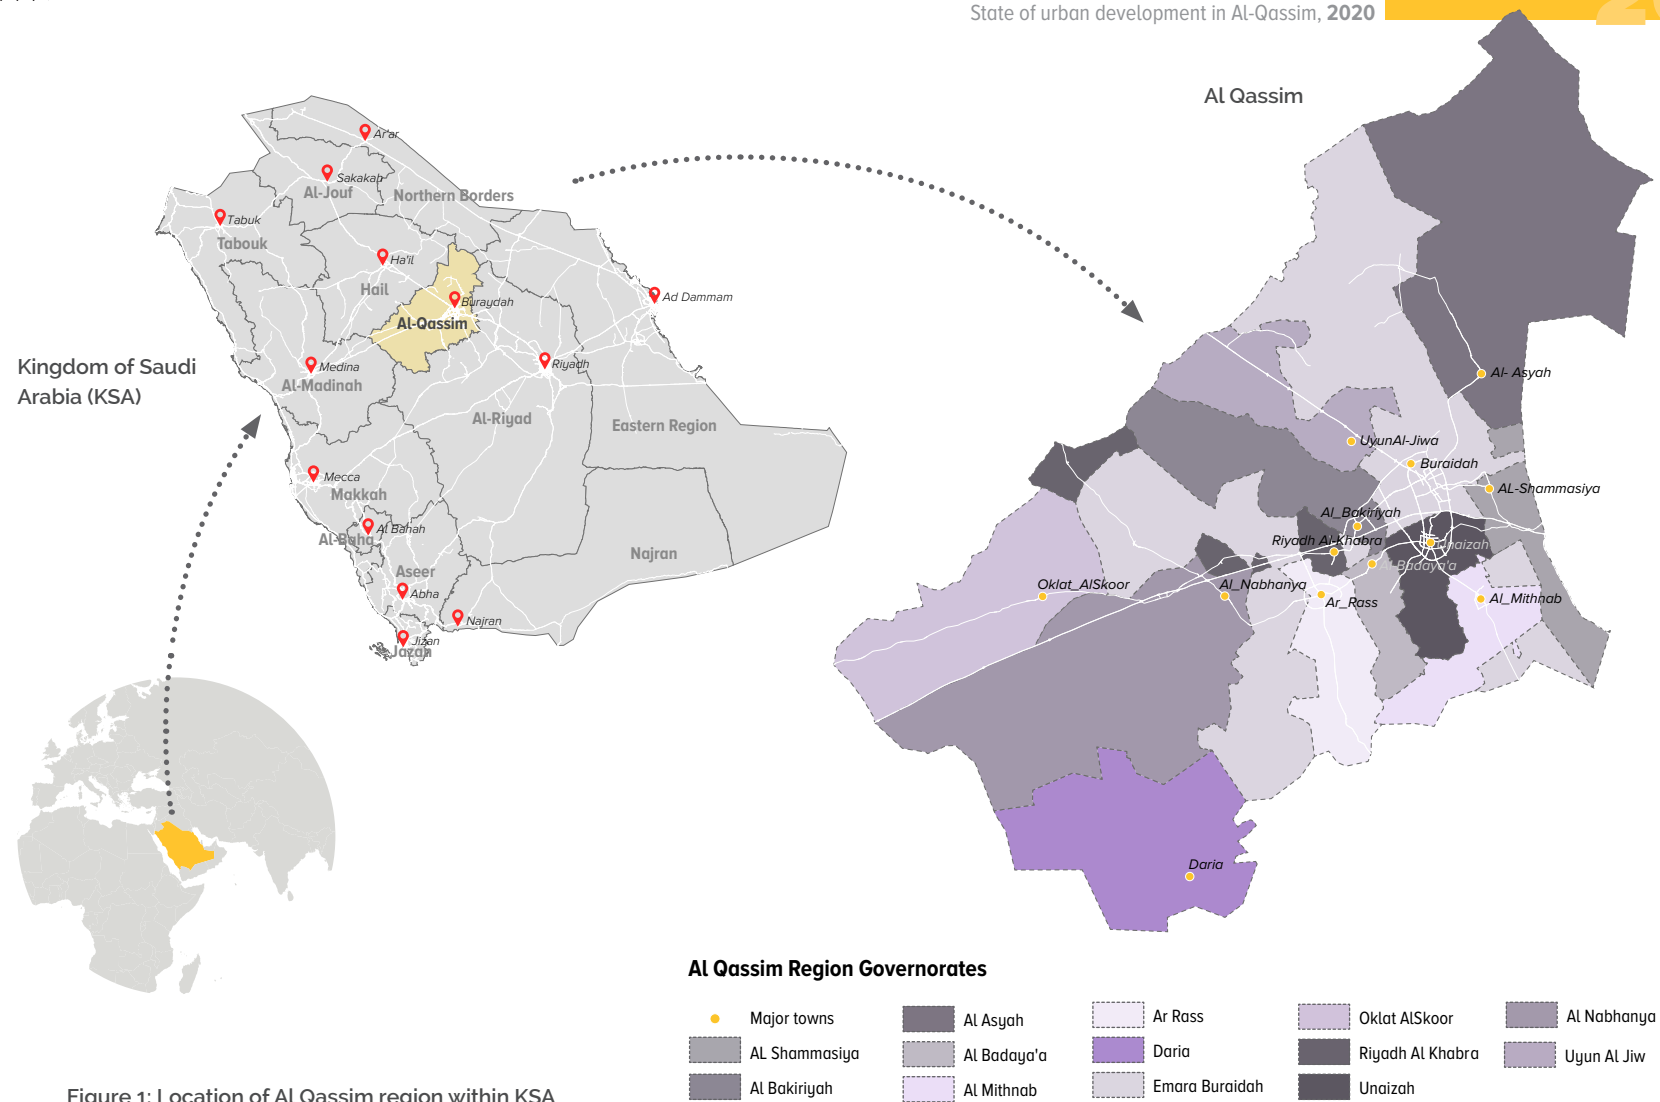 State of urban development in Al-Qassim, 2020
Al Qassim
Kingdom of Saudi
Arabia (KSA)
Ar'ar
Sakakah
Al-Jouf
Northern Borders
Tabuk
Tabouk
Ha'il
Hail
Buraydah
Al-Qassim
Ad Dammam
Medina
Al-Madinah
Riyadh
Al-Riyad
Eastern Region
Mecca
Makkah
Al Bahah
Al-Baha
Najran
Aseer
Abha
Najran
Jizan
Jazan
Al- Asyah
UyunAl-Jiwa
Buraidah
AL-Shammasiya
Al_Bakiriyah
Riyadh Al-Khabra
Unaizah
Al Badaya'a
Oklat_AlSkoor
Al_Nabhanya
Ar_Rass
Al_Mithnab
Daria
Al Qassim Region Governorates
Major towns
AL Shammasiya
Al Bakiriyah
Al Asyah
Al Badaya'a
Al Mithnab
Ar Rass
Daria
Emara Buraidah
Oklat AlSkoor
Riyadh Al Khabra
Unaizah
Al Nabhanya
Uyun Al Jiw
Figure 1: Location of Al Qassim region within KSA